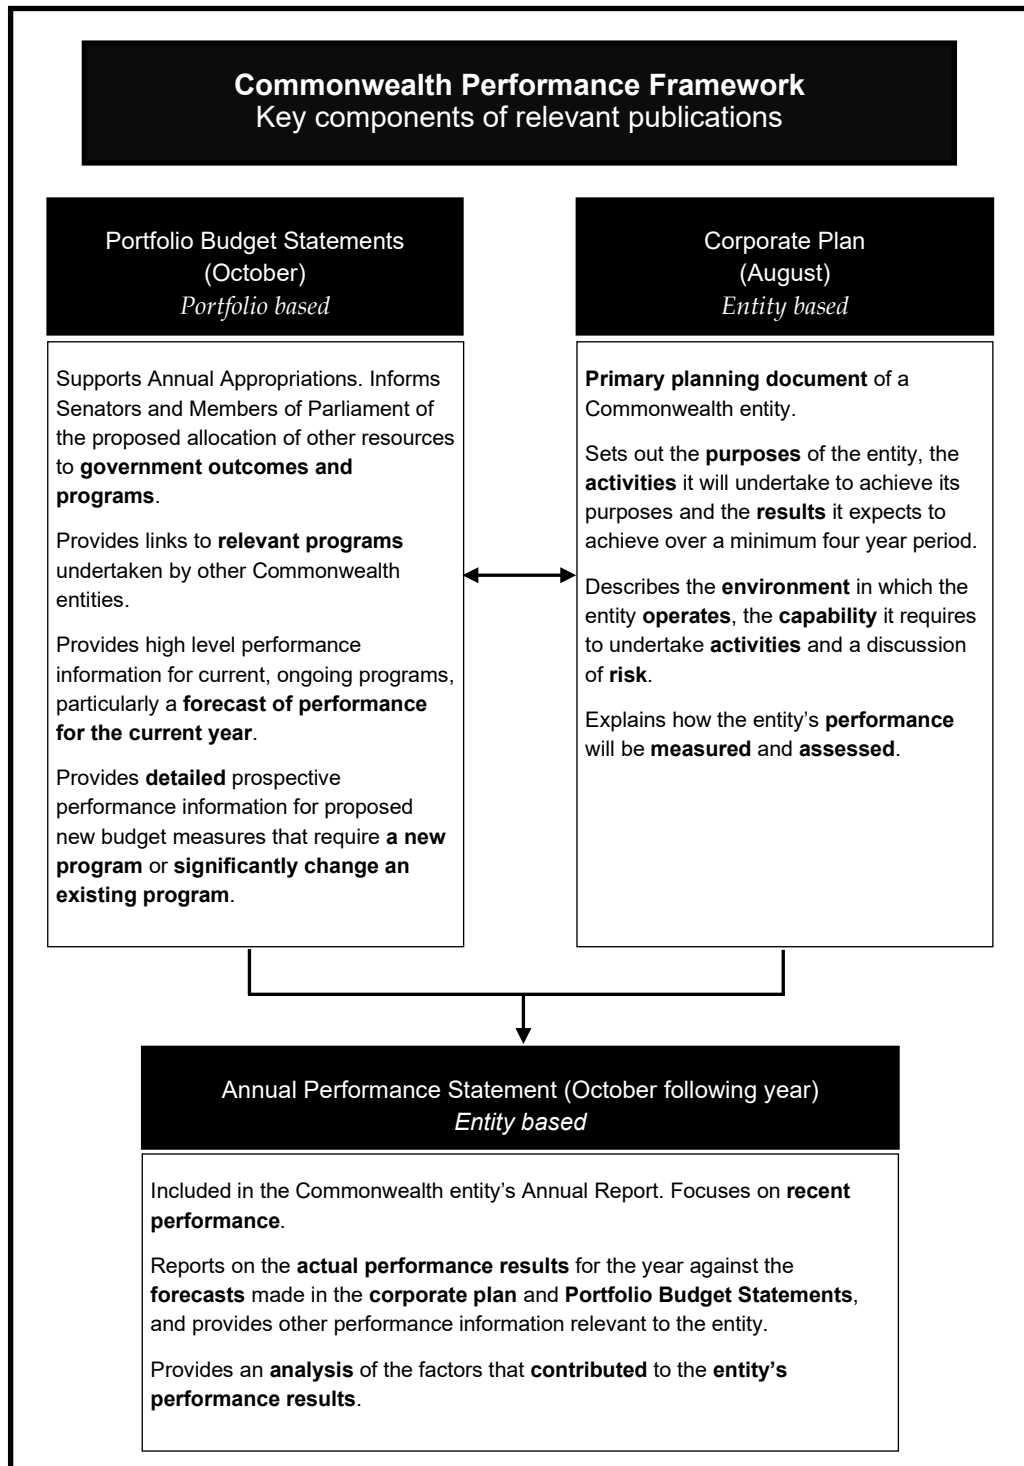 Commonwealth Performance Framework
Key components of relevant publications
Portfolio Budget Statements
(October)
Portfolio based
Supports Annual Appropriations. Informs
Senators and Members of Parliament of
the proposed allocation of other resources
to government outcomes and
programs.
Provides links to relevant programs
undertaken by other Commonwealth
entities.
Provides high level performance
information for current, ongoing programs,
particularly a forecast of performance
for the current year.
Provides detailed prospective
performance information for proposed
new budget measures that require a new
program or significantly change an
existing program.
Corporate Plan
(August)
Entity based
Primary planning document of a
Commonwealth entity.
Sets out the purposes of the entity, the
activities it will undertake to achieve its
purposes and the results it expects to
achieve over a minimum four year period.
Describes the environment in which the
entity operates, the capability it requires
to undertake activities and a discussion
of risk.
Explains how the entity’s performance
will be measured and assessed.
Annual Performance Statement (October following year)
Entity based
Included in the Commonwealth entity’s Annual Report. Focuses on recent
performance.
Reports on the actual performance results for the year against the
forecasts made in the corporate plan and Portfolio Budget Statements,
and provides other performance information relevant to the entity.
Provides an analysis of the factors that contributed to the entity’s
performance results.